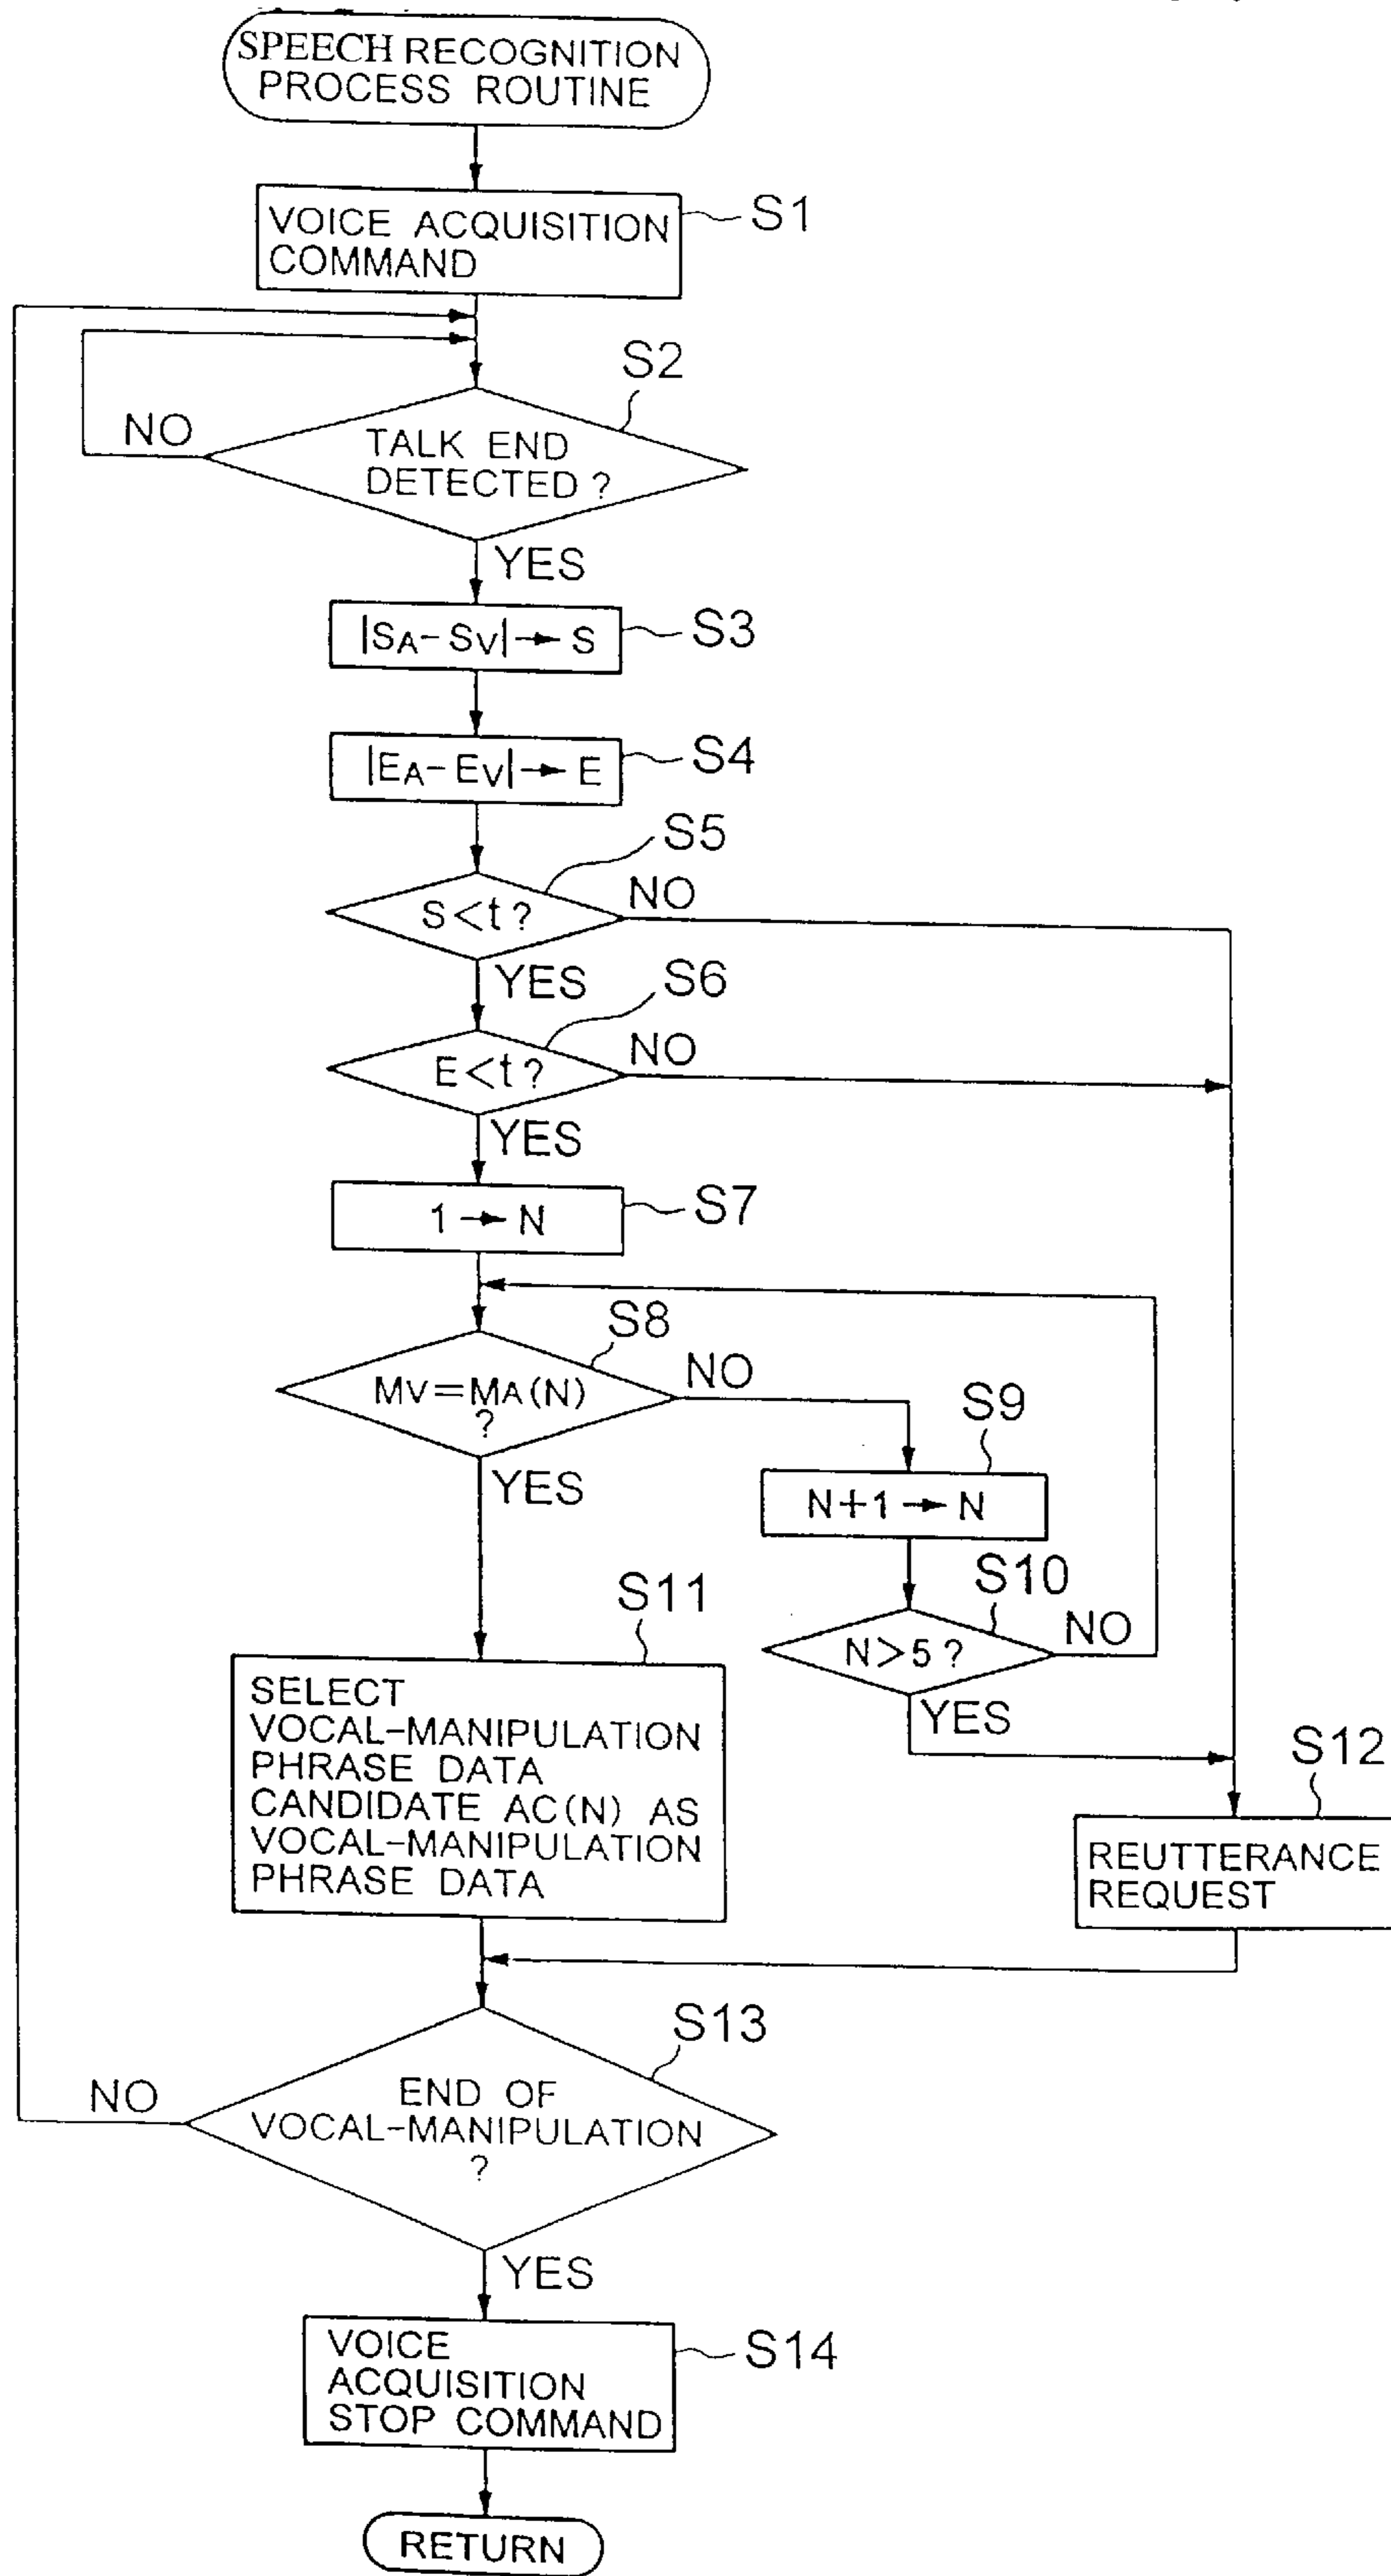 SPEECH RECOGNITION
PROCESS ROUTINE
VOICE ACQUISITION
COMMAND
S1
S2
TALK END
DETECTED?
NO
YES
|SA-SV|→S
S3
|EA-EV|→E
S4
S5
S<t?
NO
YES
S6
E<t?
NO
YES
1→N
S7
S8
MV=MA(N)
?
NO
YES
S9
N+1→N
S10
N>5?
NO
YES
S11
SELECT
VOCAL-MANIPULATION
PHRASE DATA
CANDIDATE AC(N) AS
VOCAL-MANIPULATION
PHRASE DATA
S12
REUTTERANCE
REQUEST
S13
END OF
VOCAL-MANIPULATION
?
NO
YES
VOICE
ACQUISITION
STOP COMMAND
S14
RETURN